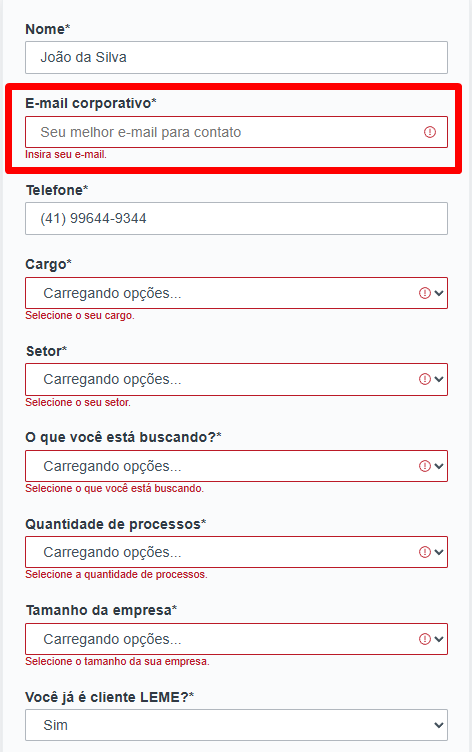 Nome*
João da Silva
E-mail corporativo*
Seu melhor e-mail para contato
Insira seu e-mail.
Telefone*
(41) 99644-9344
Cargo*
Carregando opções...
Selecione o seu cargo.
Setor*
Carregando opções...
Selecione o seu setor.
O que você está buscando?*
Carregando opções...
Selecione o que você está buscando.
Quantidade de processos*
Carregando opções...
Selecione a quantidade de processos.
Tamanho da empresa*
Carregando opções...
Selecione o tamanho da sua empresa.
Você já é cliente LEME?*
Sim